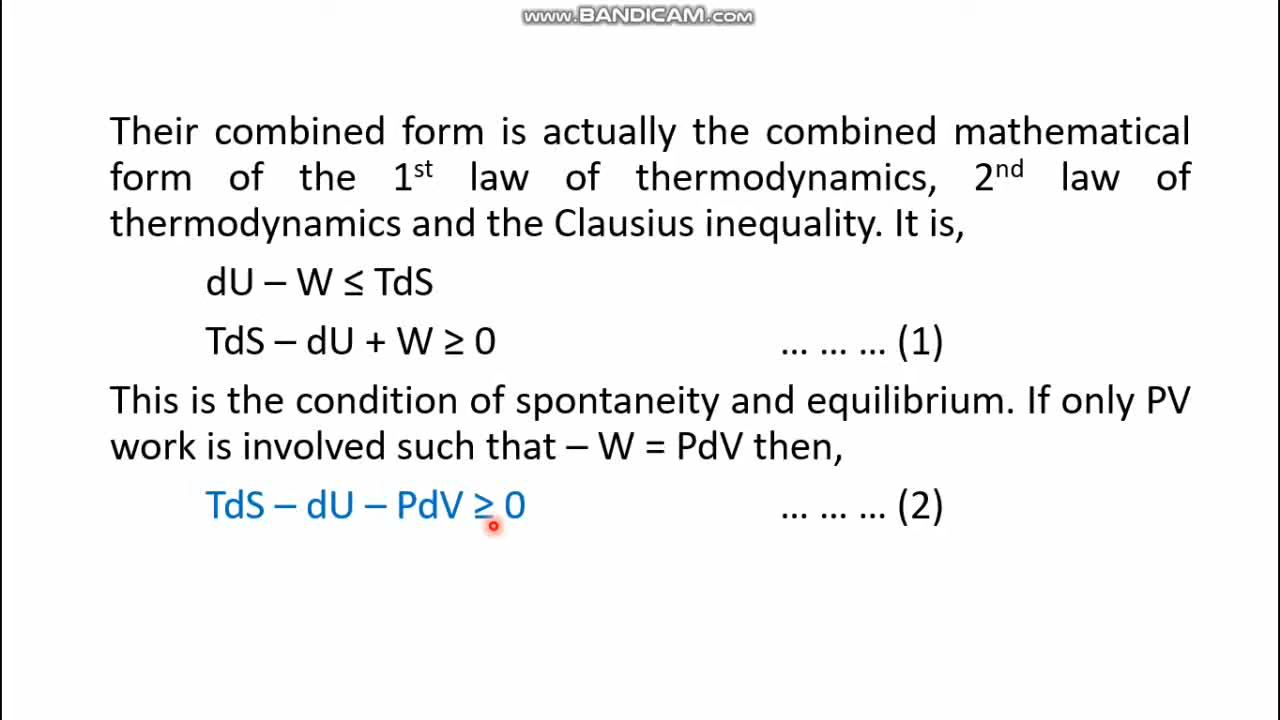 www.BANDICAM.com
Their combined form is actually the combined mathematical
form of the 1st law of thermodynamics, 2nd law of
thermodynamics and the Clausius inequality. It is,
dU – W ≤ TdS
TdS – dU + W ≥ 0 ... ... ... (1)
This is the condition of spontaneity and equilibrium. If only PV
work is involved such that – W = PdV then,
TdS – dU – PdV ≥ 0 ... ... ... (2)